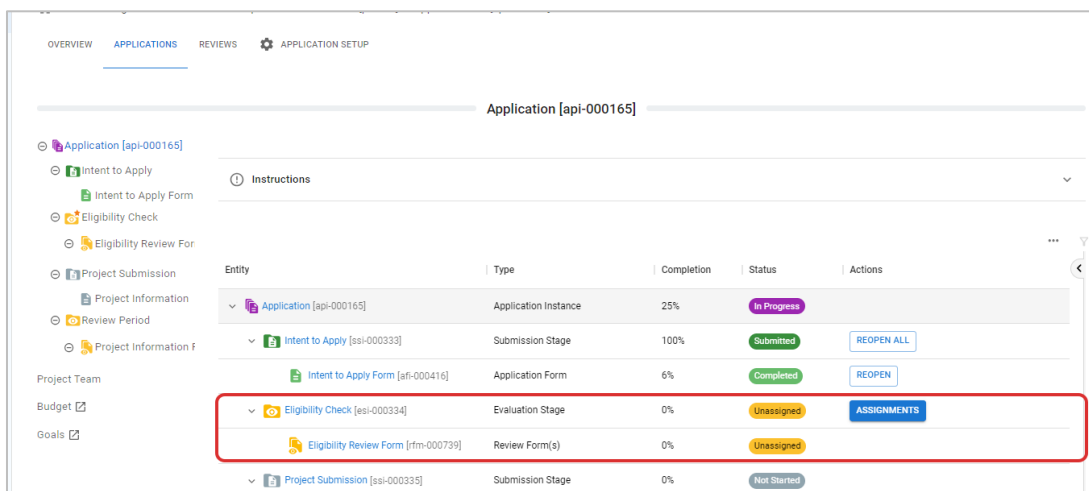 OVERVIEW APPLICATIONS REVIEWS APPLICATION SETUP
Application [api-000165]
Application [api-000165]
Intent to Apply
Intent to Apply Form
Eligibility Check
Eligibility Review For
Project Submission
Project Information
Review Period
Project Information F
Project Team
Budget
Goals
Instructions
Entity Type Completion Status Actions
Application [api-000165] Application Instance 25% In Progress
Intent to Apply [ssi-000333] Submission Stage 100% Submitted REOPEN ALL
Intent to Apply Form [afi-000416] Application Form 6% Completed REOPEN
Eligibility Check [esi-000334] Evaluation Stage 0% Unassigned ASSIGNMENTS
Eligibility Review Form [rfm-000739] Review Form(s) 0% Unassigned
Project Submission [ssi-000335] Submission Stage 0% Not Started